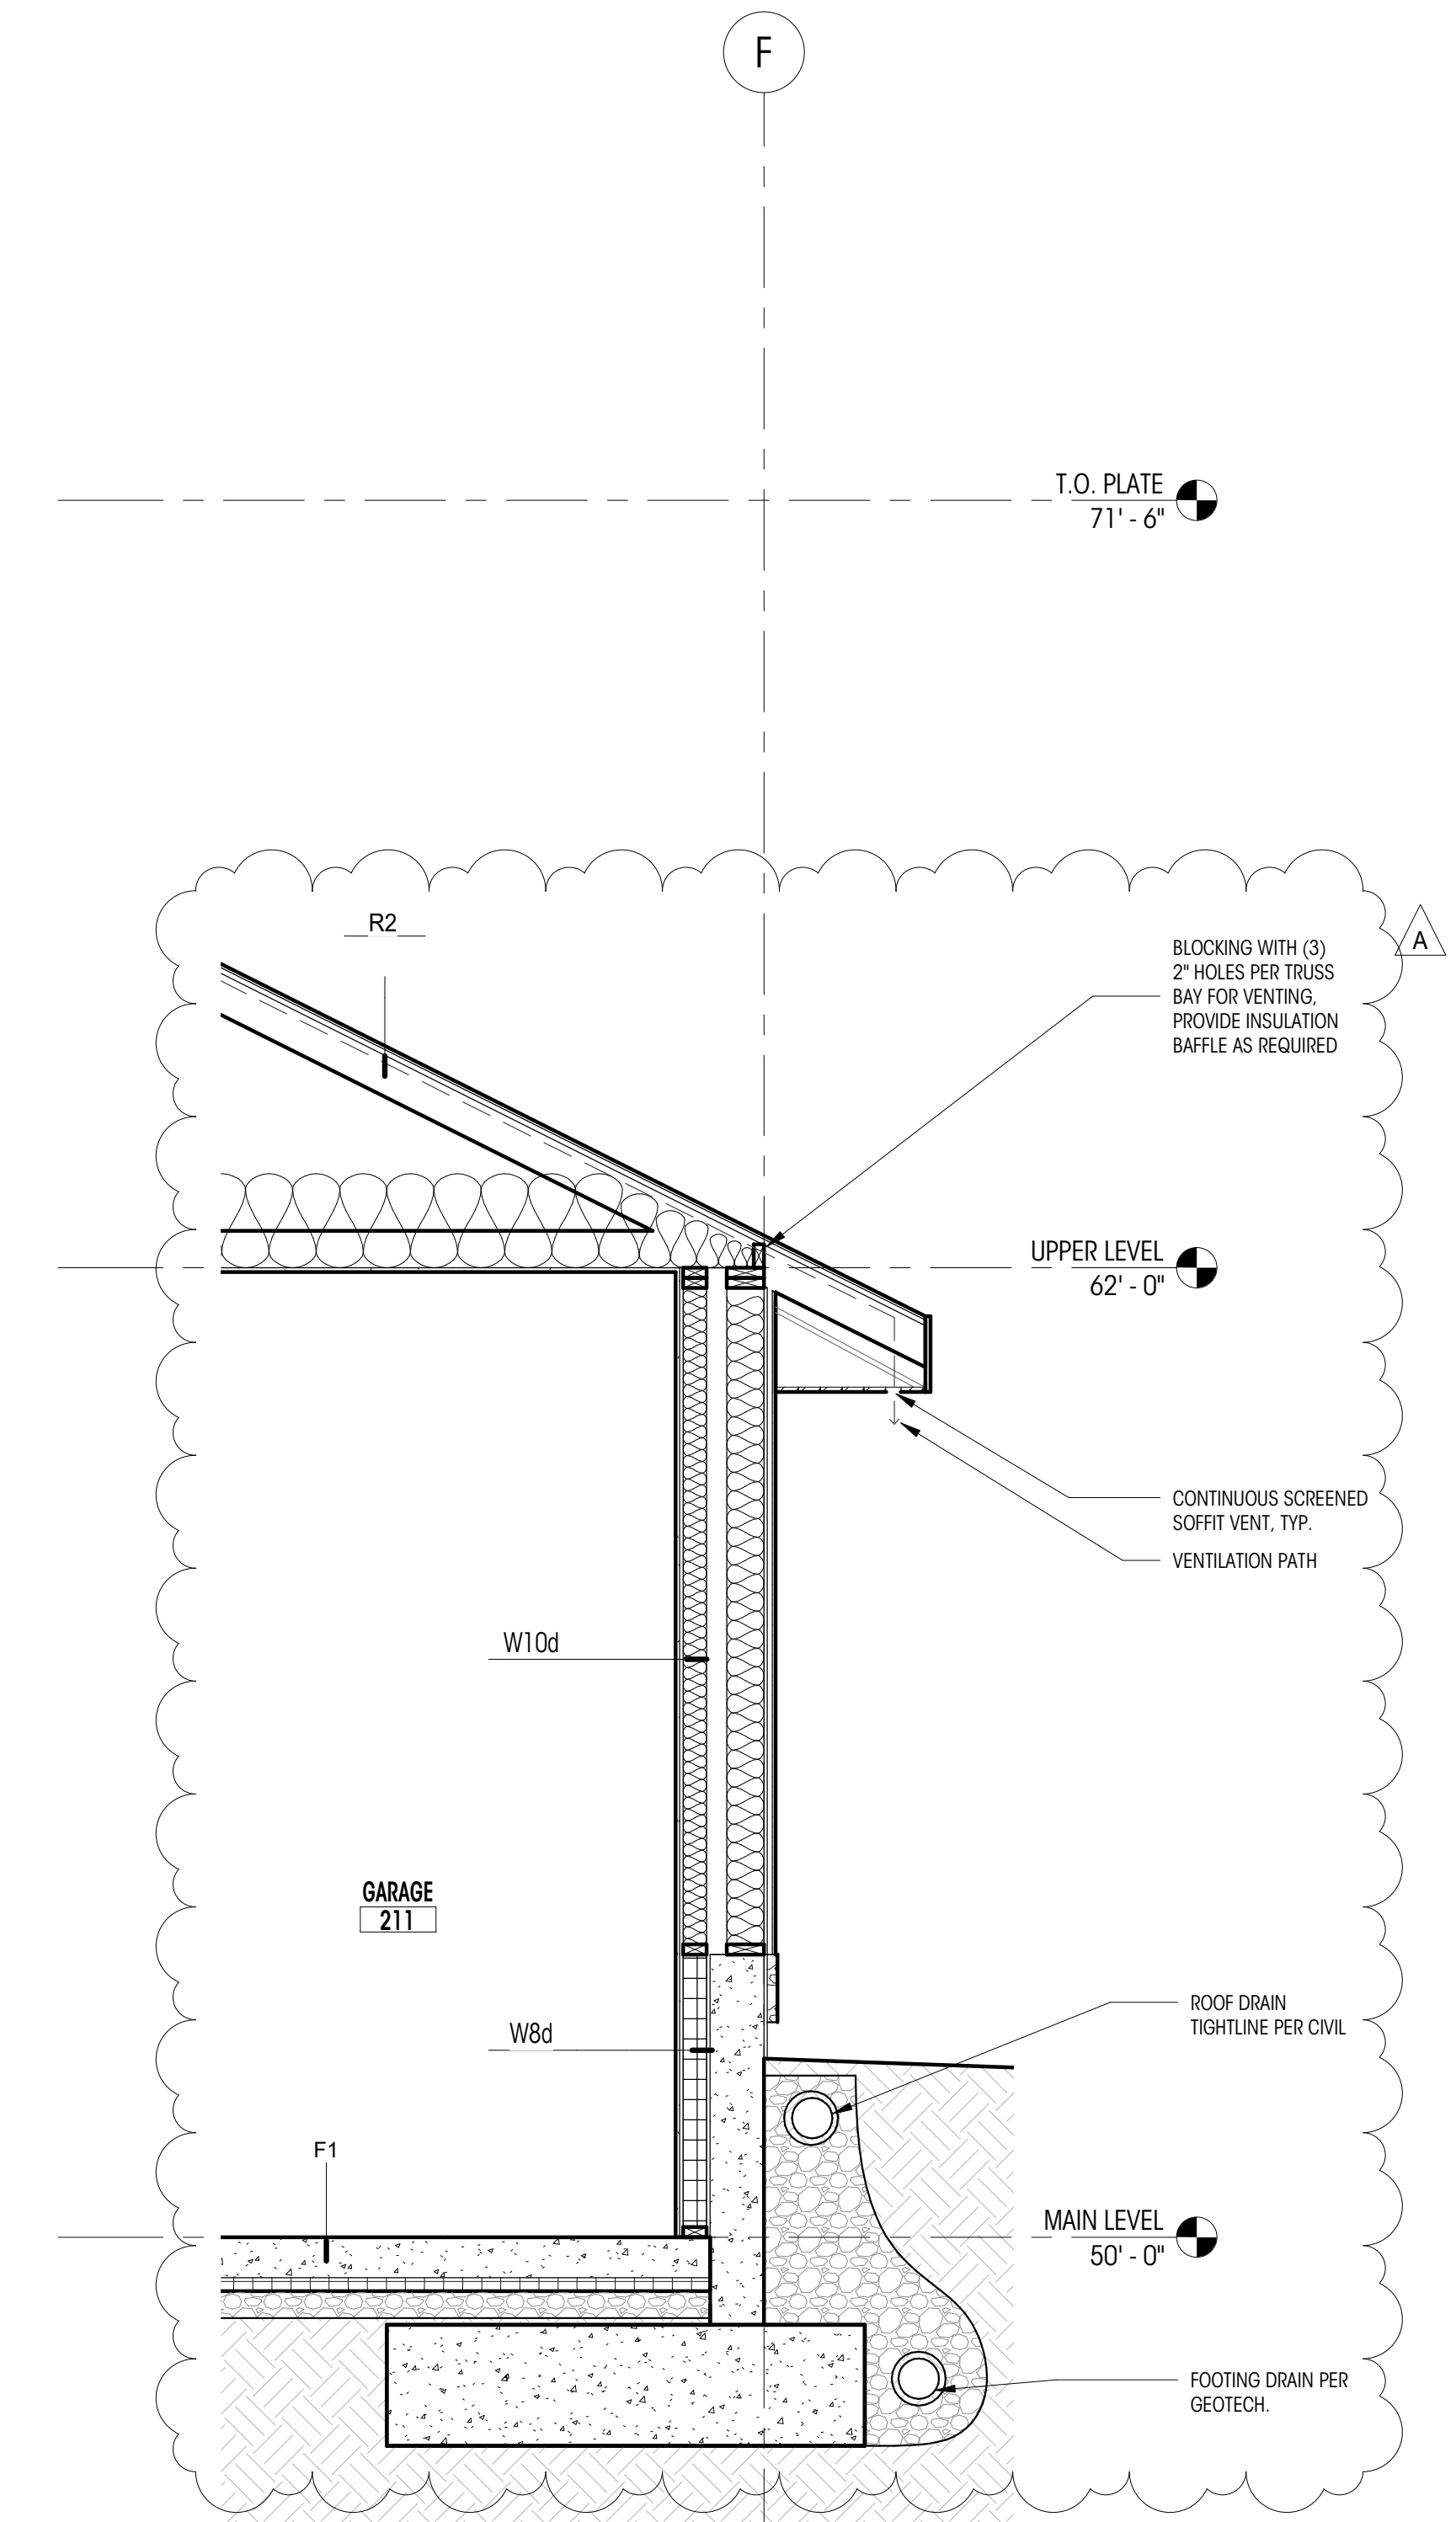 F
T.O. PLATE
71' - 6"
R2
A
BLOCKING WITH (3)
2" HOLES PER TRUSS
BAY FOR VENTING,
PROVIDE INSULATION
BAFFLE AS REQUIRED
UPPER LEVEL
62' - 0"
CONTINUOUS SCREENED
SOFFIT VENT, TYP.
VENTILATION PATH
W10d
GARAGE
211
ROOF DRAIN
TIGHTLINE PER CIVIL
W8d
F1
MAIN LEVEL
50' - 0"
FOOTING DRAIN PER
GEOTECH.